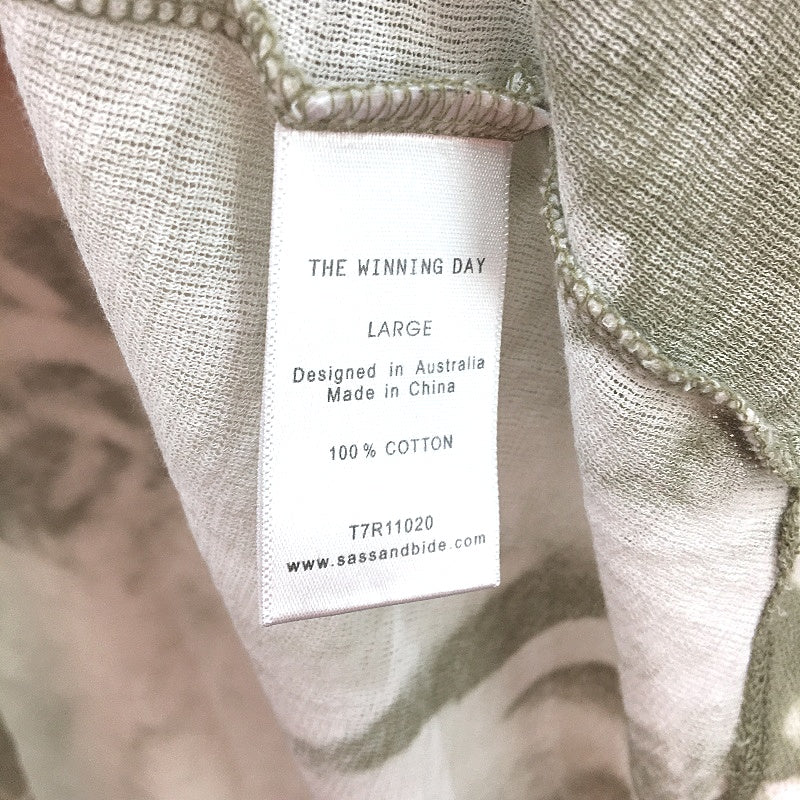 THE WINNING DAY
LARGE
Designed in Australia
Made in China
100% COTTON
T7R11020
www.sassandbide.com